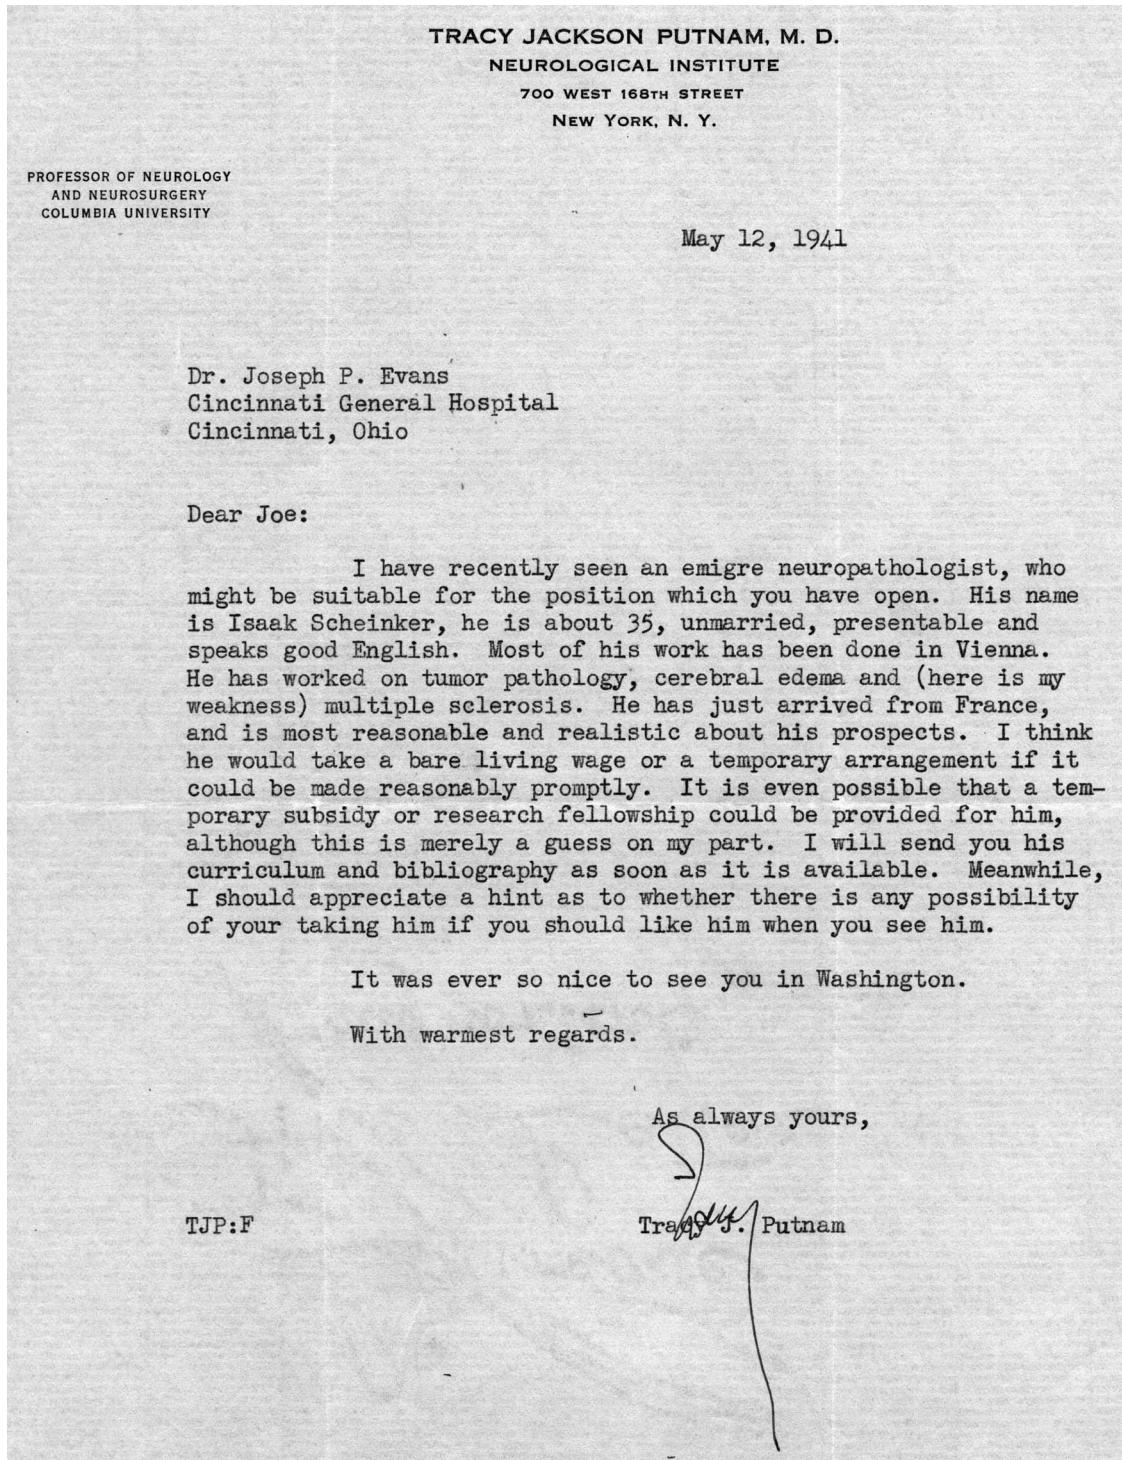 TRACY JACKSON PUTNAM, M. D.
NEUROLOGICAL INSTITUTE
700 WEST 168TH STREET
NEW YORK, N. Y.
PROFESSOR OF NEUROLOGY
AND NEUROSURGERY
COLUMBIA UNIVERSITY
May 12, 1941
Dr. Joseph P. Evans
Cincinnati General Hospital
Cincinnati, Ohio
Dear Joe:
I have recently seen an emigre neuropathologist, who
might be suitable for the position which you have open. His name
is Isaak Scheinker, he is about 35, unmarried, presentable and
speaks good English. Most of his work has been done in Vienna.
He has worked on tumor pathology, cerebral edema and (here is my
weakness) multiple sclerosis. He has just arrived from France,
and is most reasonable and realistic about his prospects. I think
he would take a bare living wage or a temporary arrangement if it
could be made reasonably promptly. It is even possible that a tem-
porary subsidy or research fellowship could be provided for him,
although this is merely a guess on my part. I will send you his
curriculum and bibliography as soon as it is available. Meanwhile,
I should appreciate a hint as to whether there is any possibility
of your taking him if you should like him when you see him.
It was ever so nice to see you in Washington.
With warmest regards.
As always yours,
Tracy
TJP:F Tracy J. Putnam